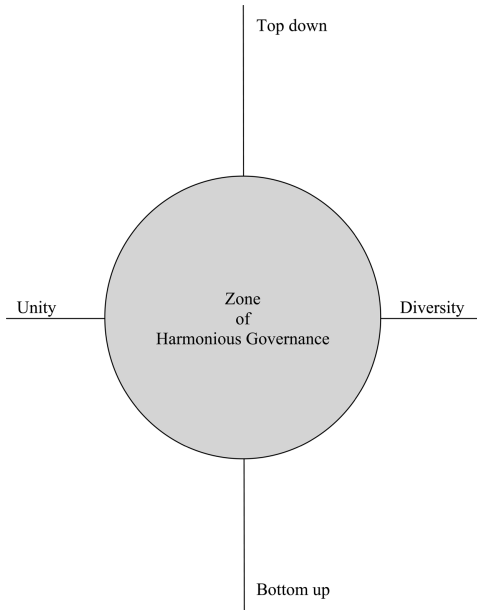 Top down
Unity
Zone
of
Harmonious Governance
Diversity
Bottom up